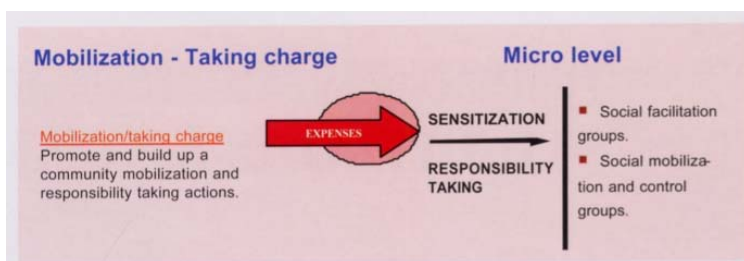 Mobilization - Taking charge
Micro level
Mobilization/taking charge
Promote and build up a
community mobilization and
responsibility taking actions.
EXPENSES
SENSITIZATION
RESPONSIBILITY
TAKING
Social facilitation
groups.
Social mobiliza-
tion and control
groups.